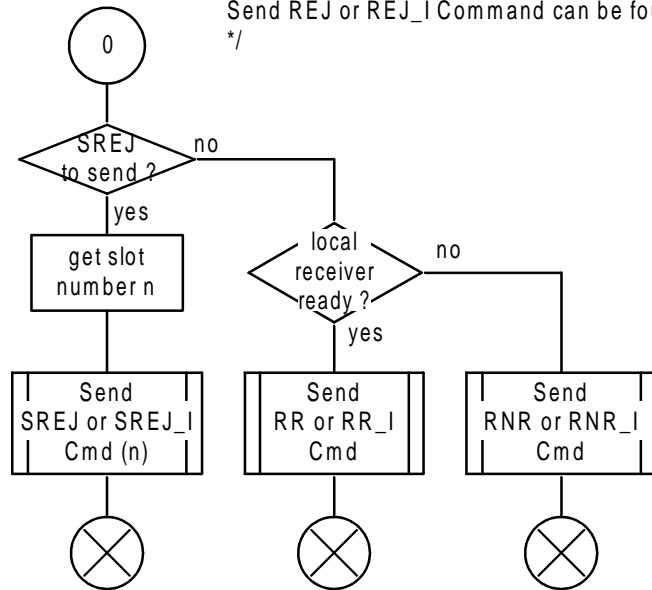 Send REJ or REJ_I Command can be
*/
0
SREJ
to send ?
no
yes
get slot
number n
local
receiver
ready ?
no
yes
Send
SREJ or SREJ_I
Cmd (n)
Send
RR or RR_I
Cmd
Send
RNR or RNR_I
Cmd